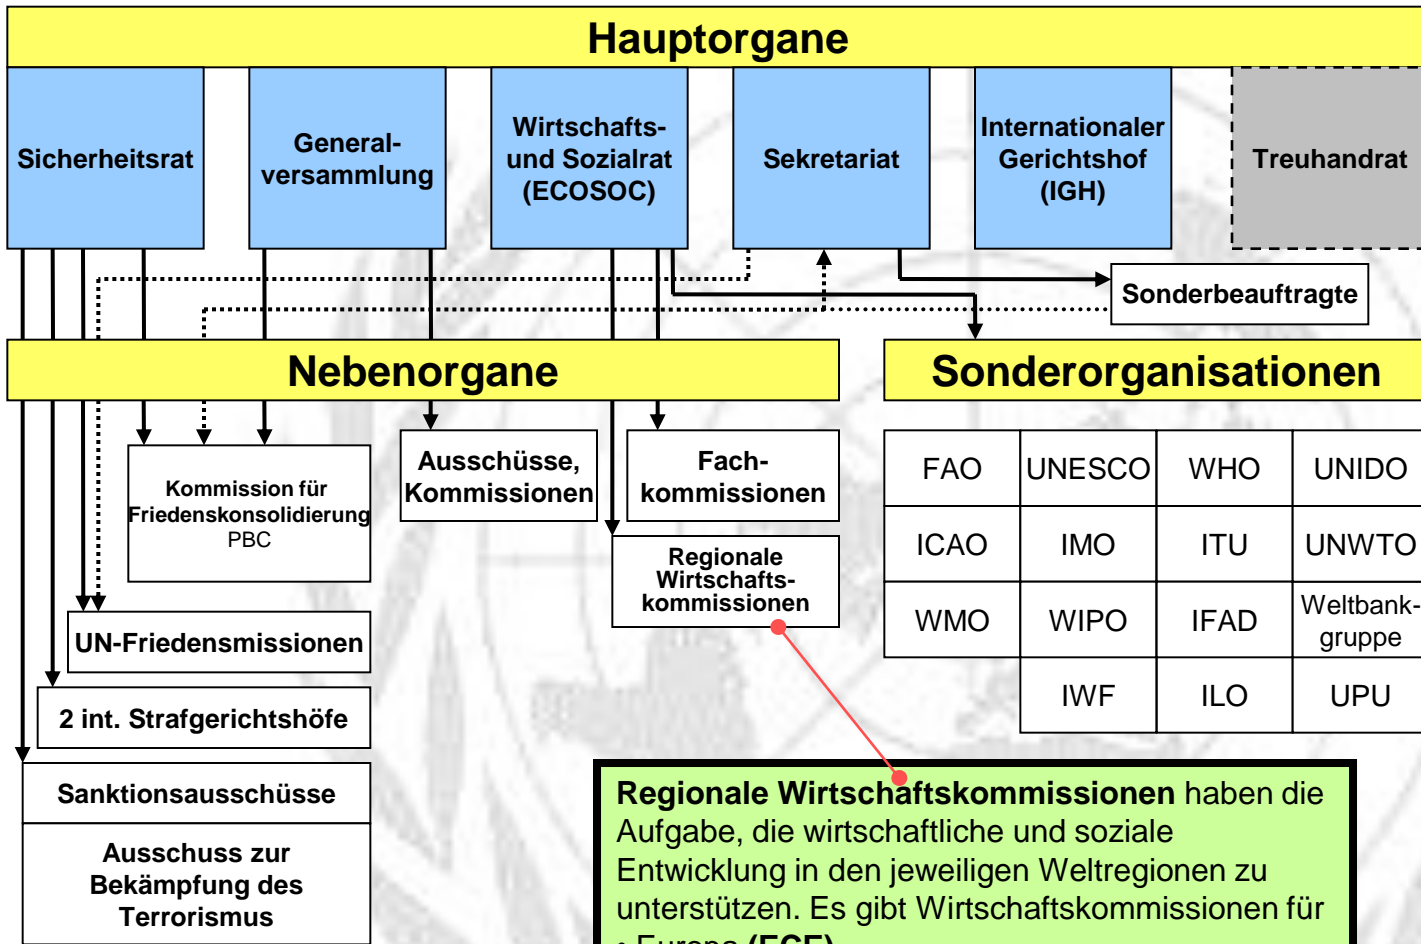 Hauptorgane
Sicherheitsrat
General-
versammlung
Wirtschafts-
und Sozialrat
(ECOSOC)
Sekretariat
Internationaler
Gerichtshof
(IGH)
Treuhandrat
Sonderbeauftragte
Nebenorgane
Sonderorganisationen
Kommission für
Friedenskonsolidierung
PBC
Ausschüsse,
Kommissionen
Fach-
kommissionen
Regionale
Wirtschafts-
kommissionen
UN-Friedensmissionen
2 int. Strafgerichtshöfe
Sanktionsausschüsse
Ausschuss zur
Bekämpfung des
Terrorismus
FAO UNESCO WHO UNIDO
ICAO IMO ITU UNWTO
WMO WIPO IFAD Weltbank-
gruppe
IWF ILO UPU
Regionale Wirtschaftskommissionen haben die
Aufgabe, die wirtschaftliche und soziale
Entwicklung in den jeweiligen Weltregionen zu
unterstützen. Es gibt Wirtschaftskommissionen für
• Europa (ECE)